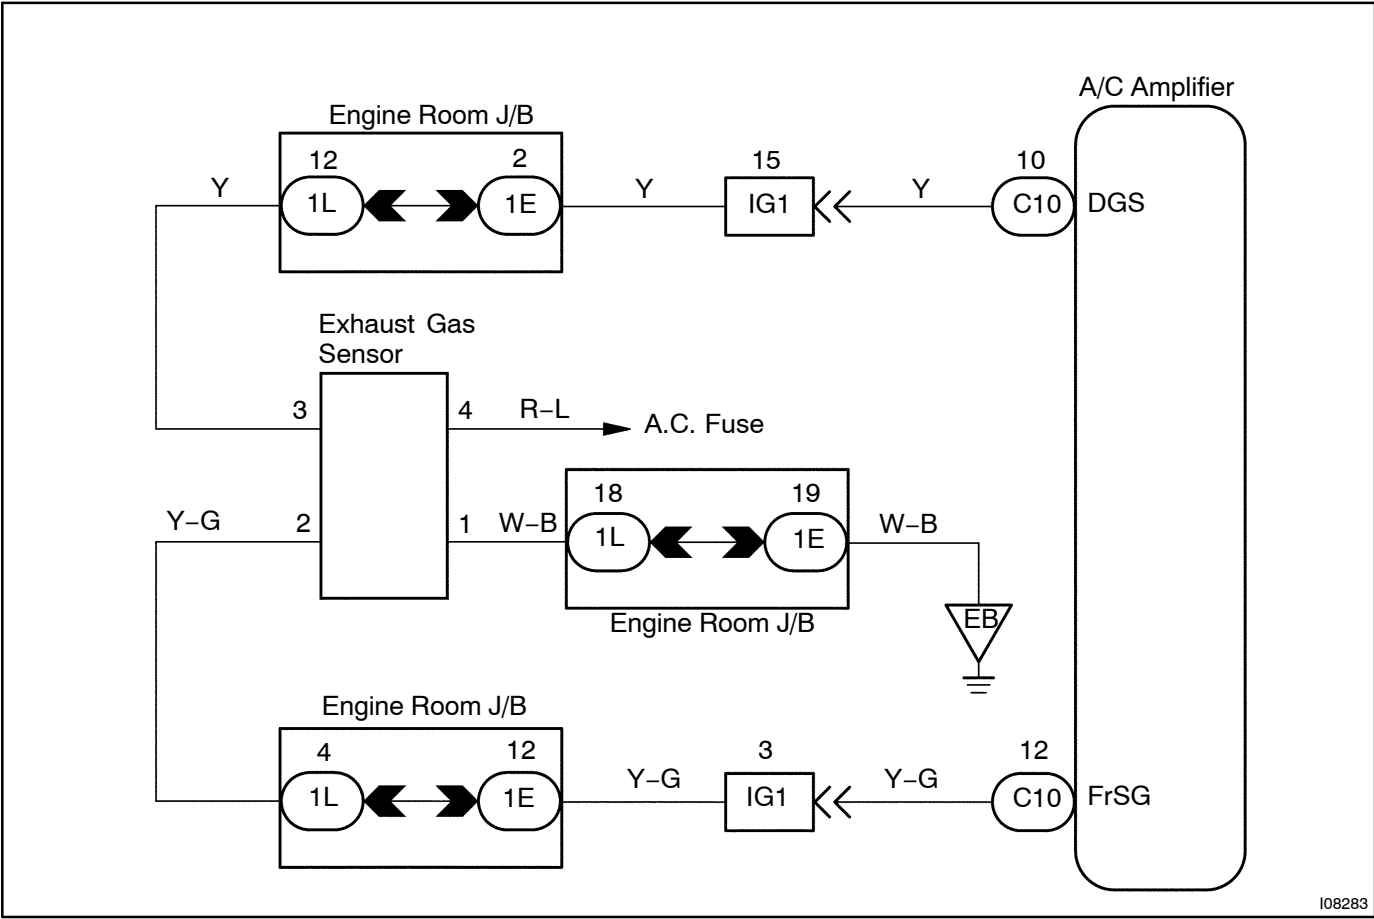 A/C Amplifier
Engine Room J/B
12
2
15
10
Y
1L
1E
Y
IG1
Y
C10
DGS
Exhaust Gas
Sensor
3
4
R–L
A.C. Fuse
18
19
Y–G
2
1
W–B
1L
1E
W–B
Engine Room J/B
EB
Engine Room J/B
4
12
3
12
1L
1E
Y–G
IG1
Y–G
C10
FrSG
I08283